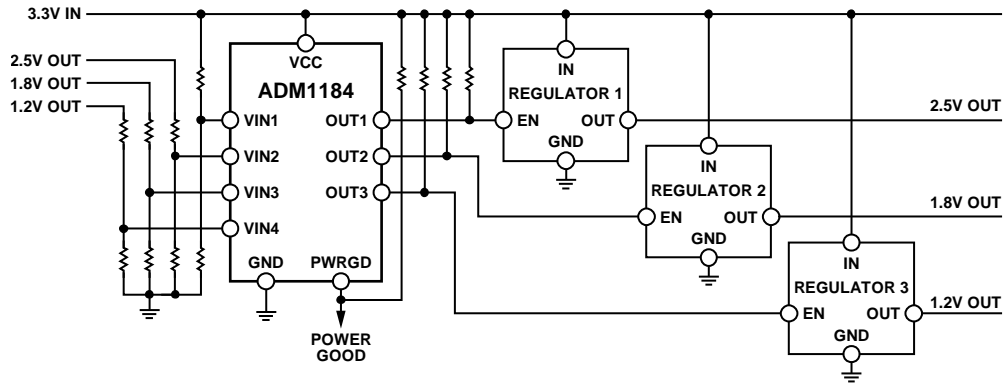 3.3V IN
2.5V OUT
1.8V OUT
1.2V OUT
VCC
ADM1184
VIN1
VIN2
VIN3
VIN4
OUT1
OUT2
OUT3
GND
PWRGD
POWER
GOOD
IN
REGULATOR 1
EN
OUT
GND
2.5V OUT
IN
REGULATOR 2
EN
OUT
GND
1.8V OUT
IN
REGULATOR 3
EN
OUT
GND
1.2V OUT